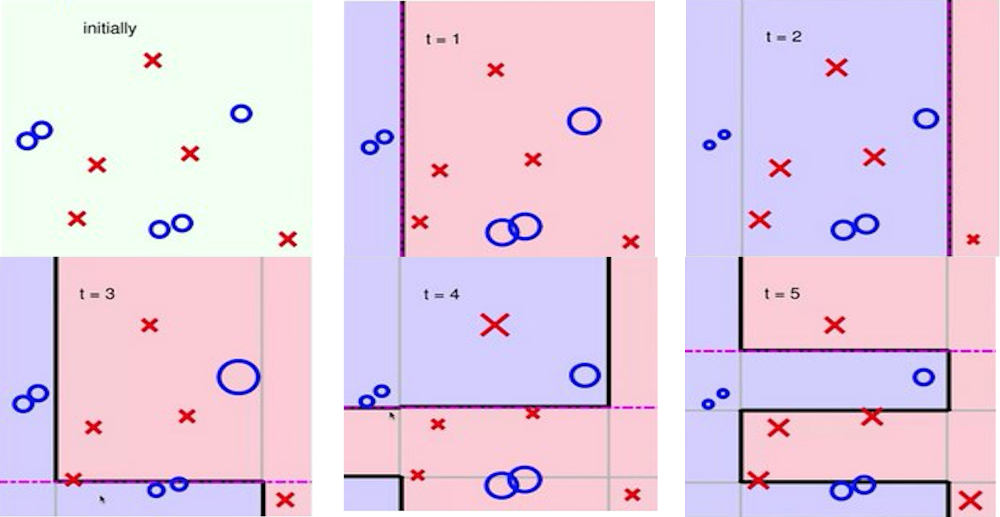 initially
t = 1
t = 2
t = 3
t = 4
t = 5